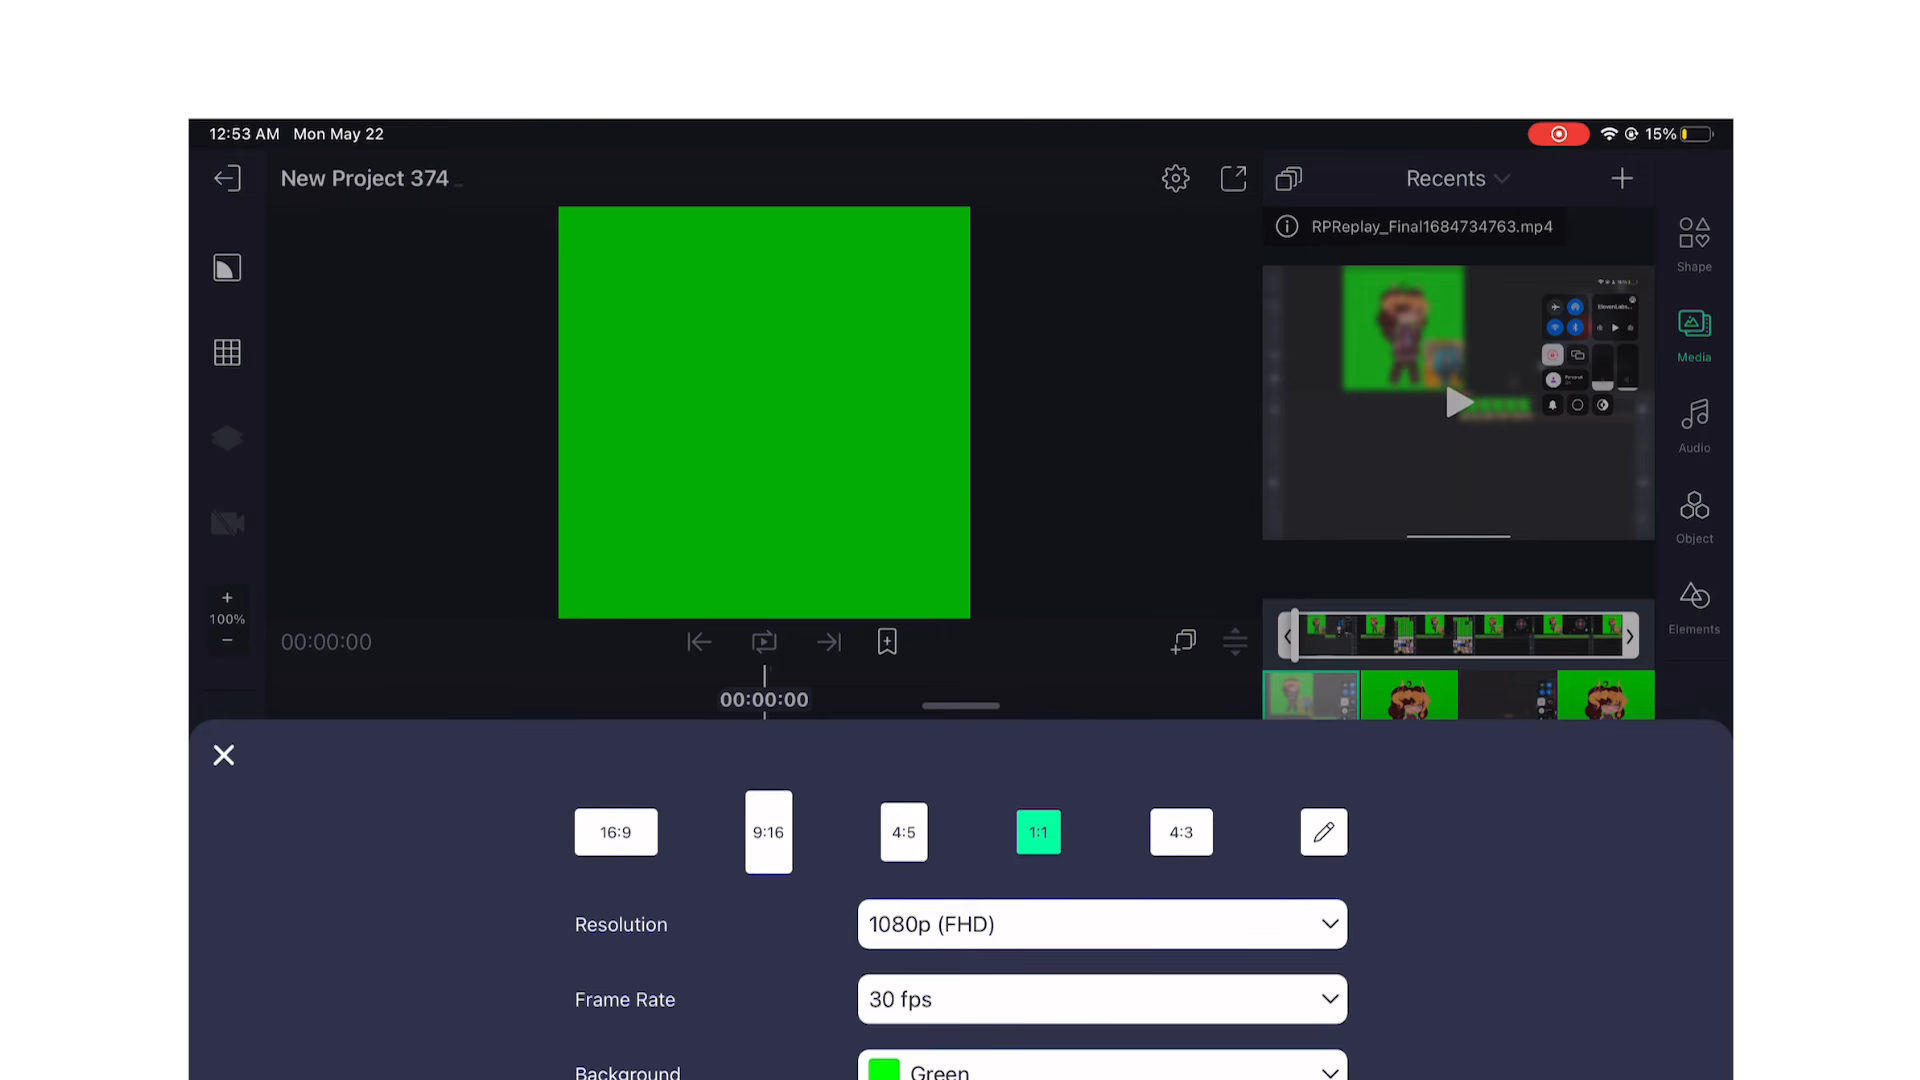 12:53 AM Mon May 22
15%
New Project 374
Recents
RPReplay_Final1684734763.mp4
Shape
Media
Audio
Object
Elements
+
100%
−
00:00:00
00:00:00
16:9
9:16
4:5
1:1
4:3
Resolution
1080p (FHD)
Frame Rate
30 fps
Background
Green